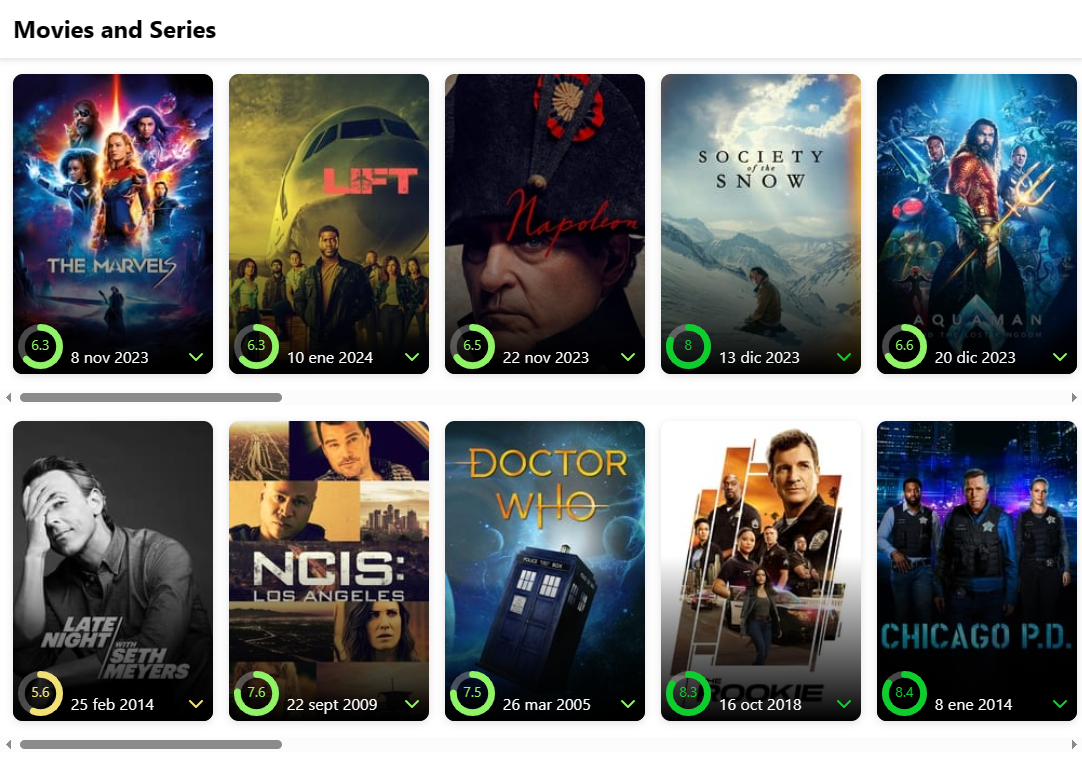 Movies and Series
THE MARVELS
6.3
8 nov 2023
LIFT
6.3
10 ene 2024
Napoleon
6.5
22 nov 2023
SOCIETY
of the
SNOW
8
13 dic 2023
AQUAMAN
AND THE LOST KINGDOM
6.6
20 dic 2023
LATE
NIGHT
WITH
SETH
MEYERS
5.6
25 feb 2014
NCIS:
LOS ANGELES
7.6
22 sept 2009
DOCTOR
WHO
POLICE BOX
7.5
26 mar 2005
THE
ROOKIE
8.3
16 oct 2018
CHICAGO P.D.
8.4
8 ene 2014